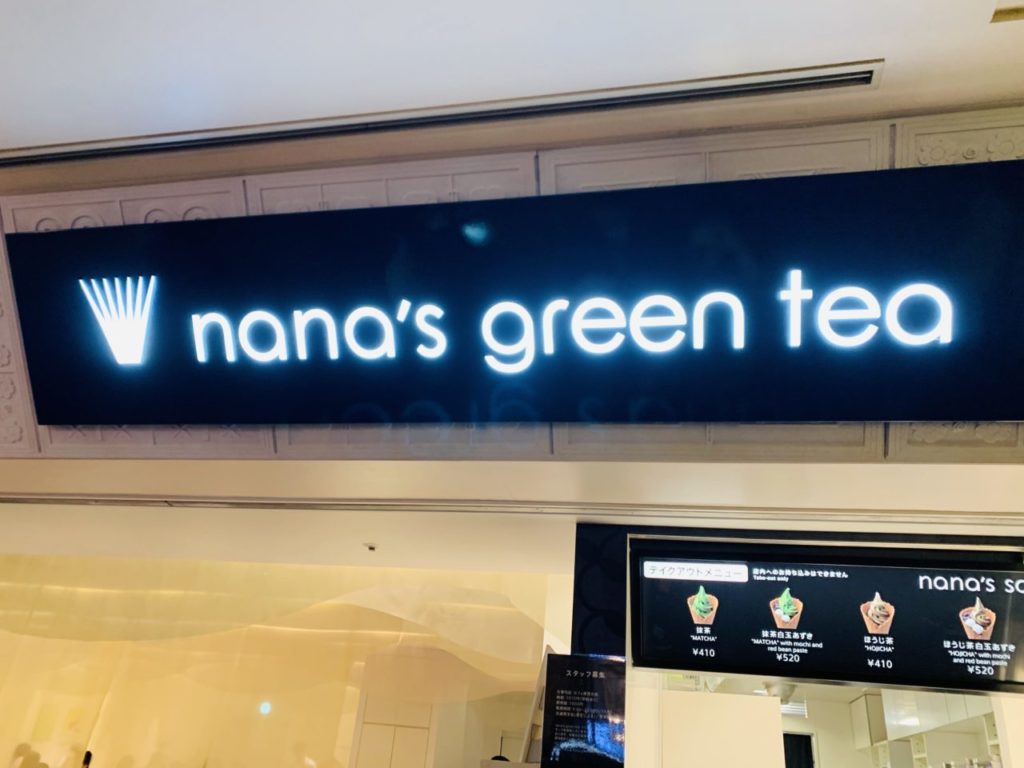 nana's green tea
テイクアウトメニュー
店内へのお持ち込みはできません
Take-out only
nana's so
抹茶
"MATCHA"
¥410
抹茶白玉あずき
"MATCHA" with mochi and
red bean paste
¥520
ほうじ茶
"HOJICHA"
¥410
ほうじ茶白玉あずき
"HOJICHA" with mochi
and red bean paste
¥520
スタッフ募集